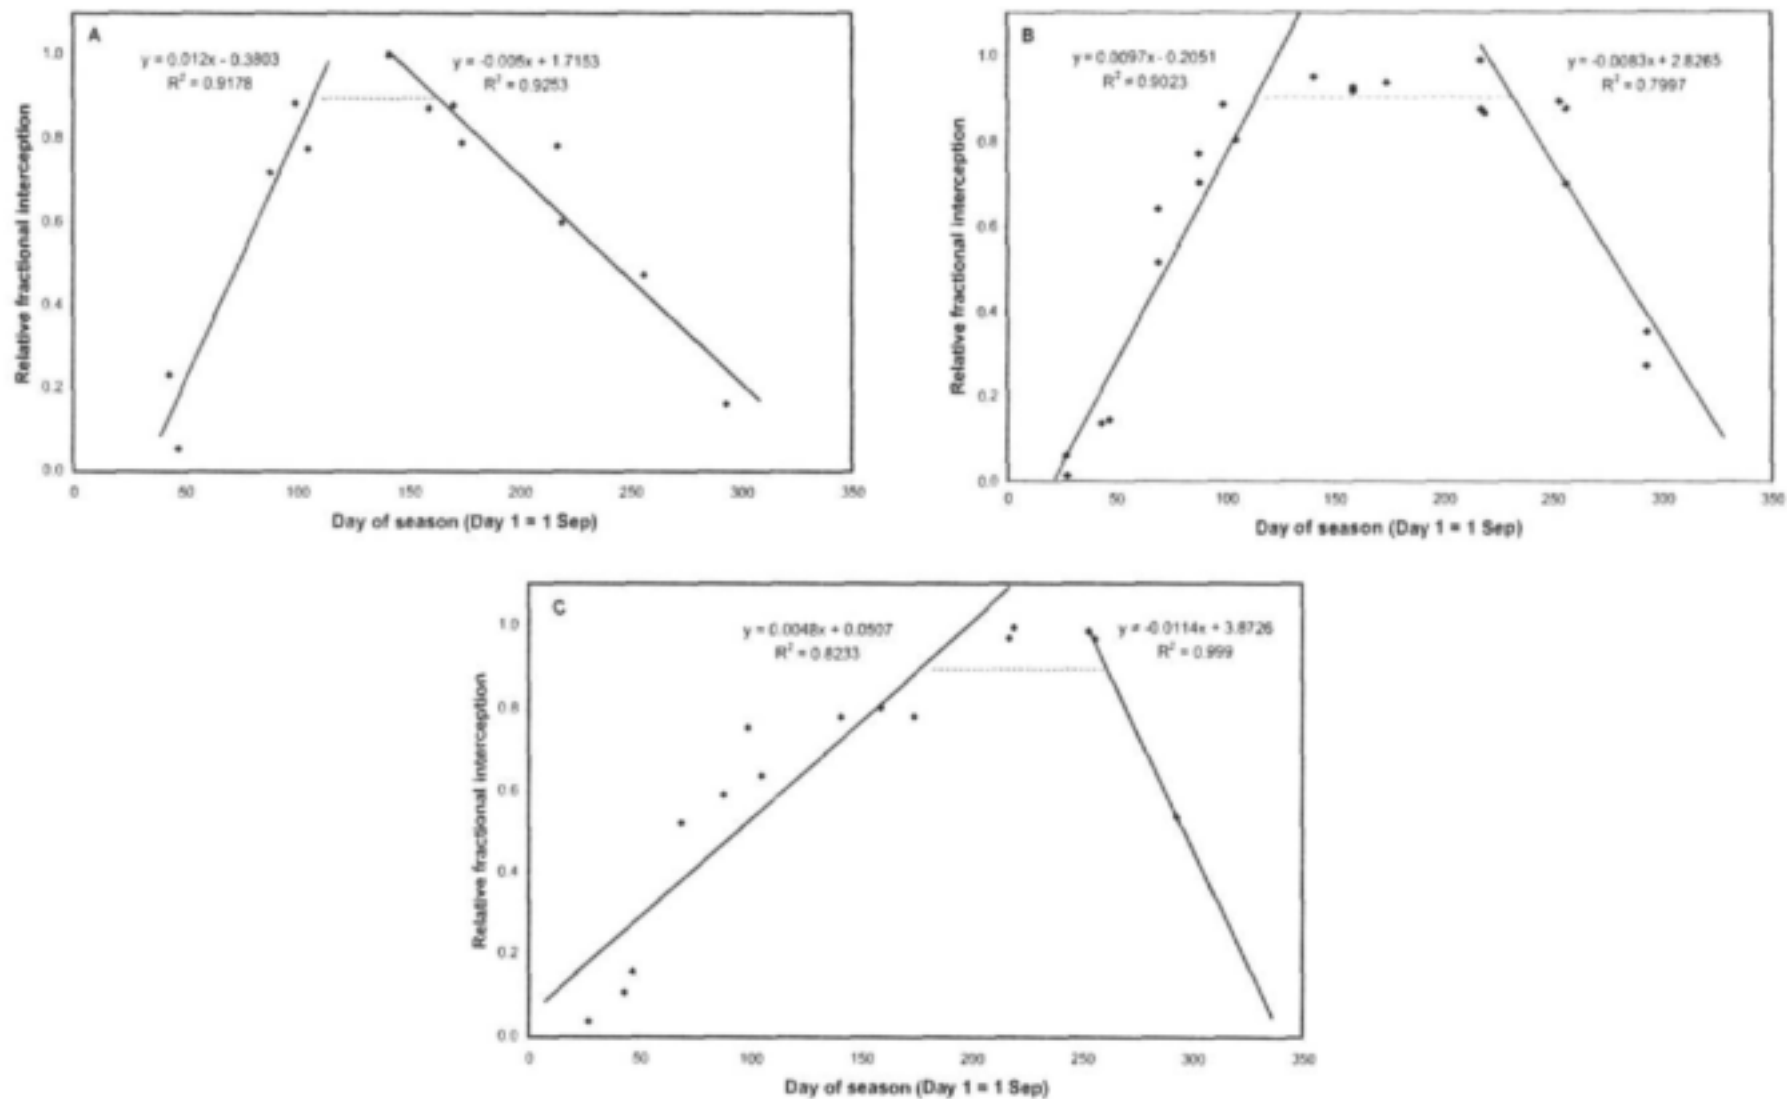 A
y = 0.012x - 0.3803
R² = 0.9178
y = -0.005x + 1.7153
R² = 0.9253
Relative fractional interception
1.0
0.8
0.6
0.4
0.2
0.0
0 50 100 150 200 250 300 350
Day of season (Day 1 = 1 Sep)
B
y = 0.0097x - 0.2051
R² = 0.9023
y = -0.0083x + 2.8265
R² = 0.7997
Relative fractional interception
1.0
0.8
0.6
0.4
0.2
0.0
0 50 100 150 200 250 300 350
Day of season (Day 1 = 1 Sep)
C
y = 0.0048x + 0.0507
R² = 0.8233
y = -0.0114x + 3.8726
R² = 0.999
Relative fractional interception
1.0
0.8
0.6
0.4
0.2
0.0
0 50 100 150 200 250 300 350
Day of season (Day 1 = 1 Sep)